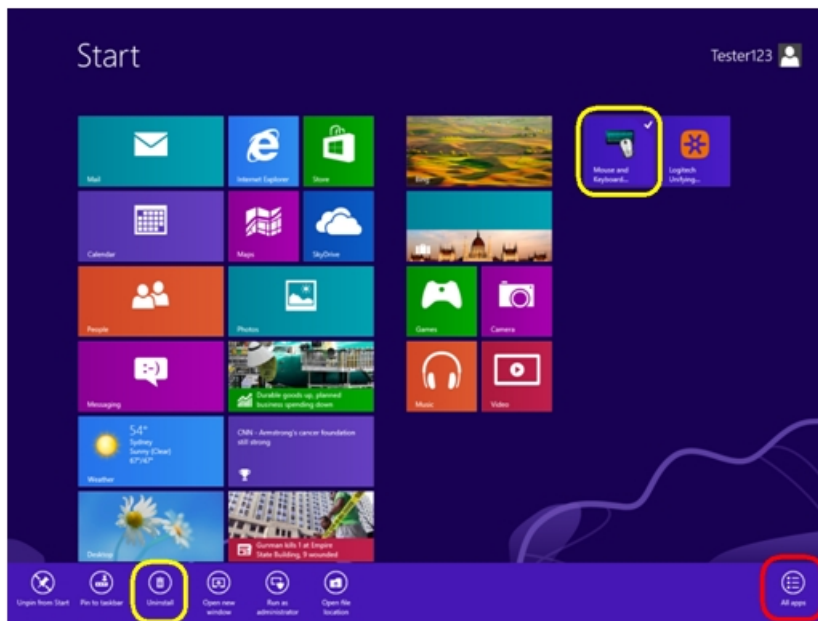 Start
Tester123
Mail
Internet Explorer
Store
Mouse and
Keyboard...
Logitech
Unifying...
Calendar
Maps
SkyDrive
People
Photos
Games
Camera
Messaging
Durable goods up, planned
business spending down
Music
Video
54°
Sydney
Sunny (Clear)
67°/47°
Weather
CNN - Armstrong's cancer foundation
still strong
Desktop
Gunman kills 1 at Empire
State Building, 9 wounded
Unpin from Start
Pin to taskbar
Uninstall
Open new
window
Run as
administrator
Open file
location
All apps